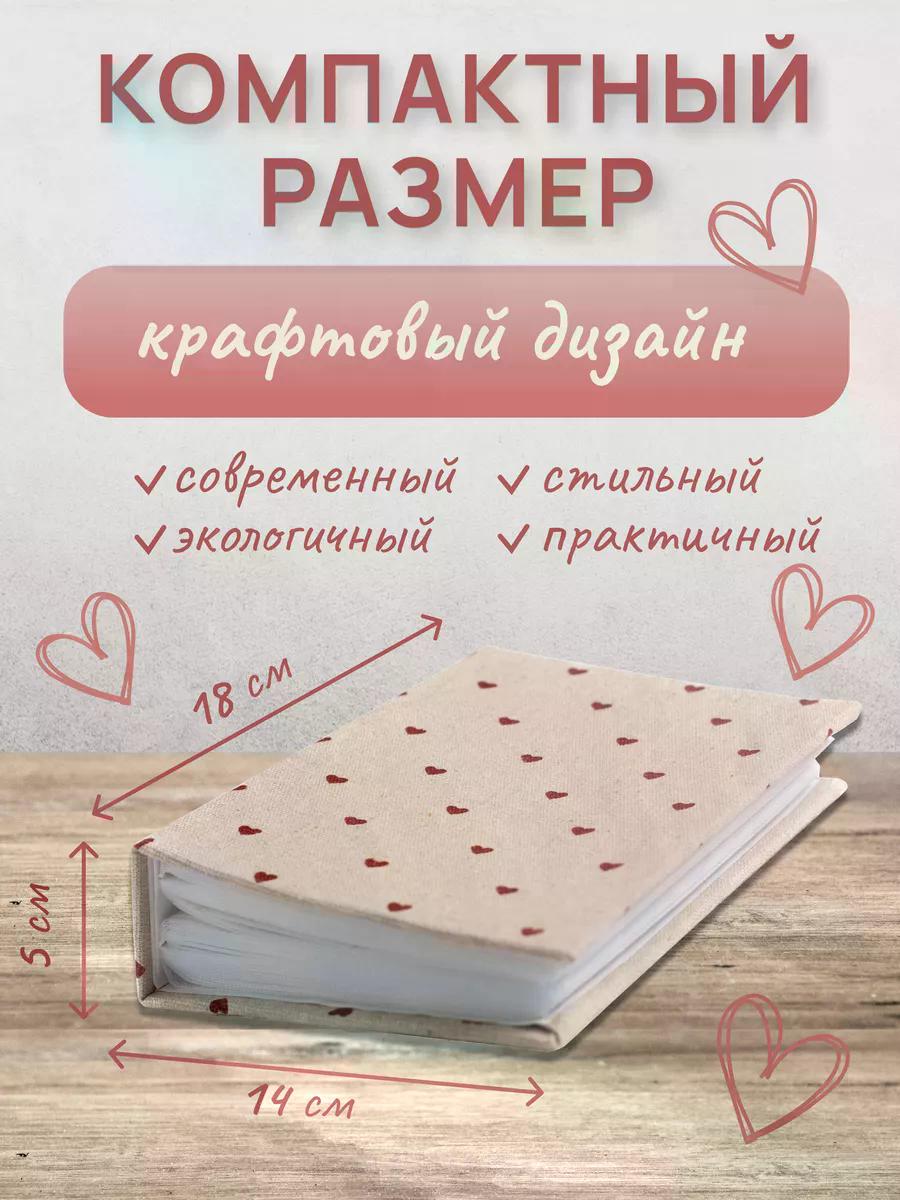 КОМПАКТНЫЙ
РАЗМЕР
крафтовый дизайн
✓ современный ✓ стильный
✓ экологичный ✓ практичный
18 см
5 см
14 см